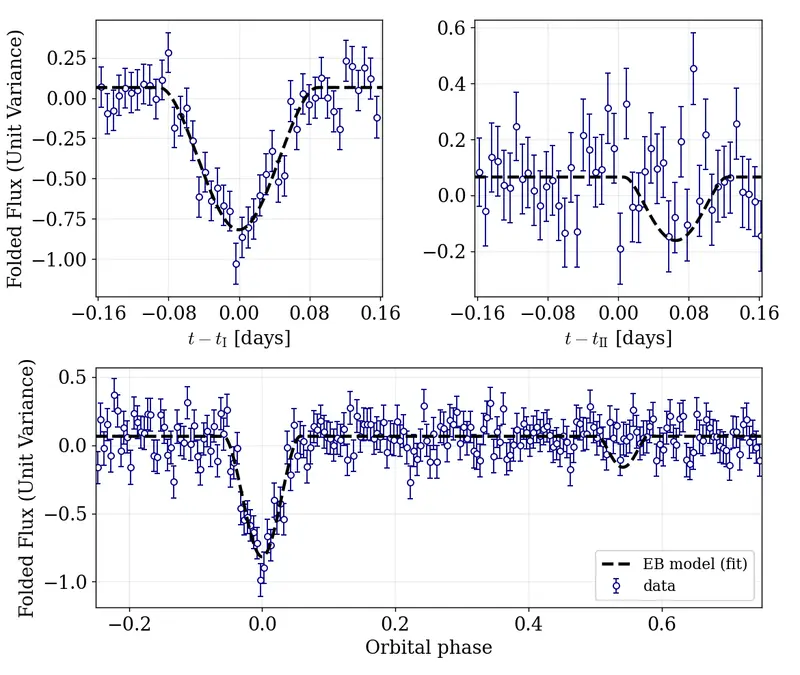 Folded Flux (Unit Variance)
0.25
0.00
−0.25
−0.50
−0.75
−1.00
−0.16 −0.08 0.00 0.08 0.16
t − tI [days]
0.6
0.4
0.2
0.0
−0.2
−0.16 −0.08 0.00 0.08 0.16
t − tII [days]
Folded Flux (Unit Variance)
0.5
0.0
−0.5
−1.0
EB model (fit)
data
−0.2 0.0 0.2 0.4 0.6
Orbital phase